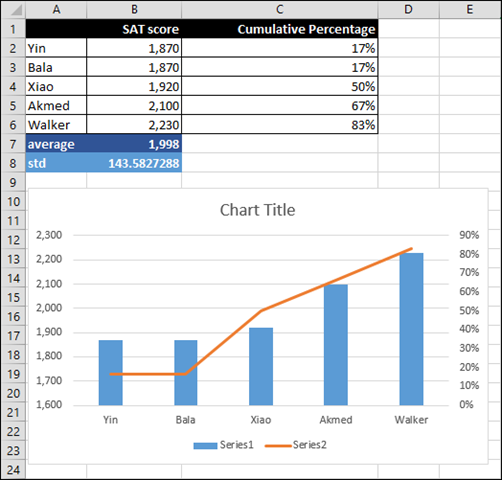 A B C D E
1 SAT score Cumulative Percentage
2 Yin 1,870 17%
3 Bala 1,870 17%
4 Xiao 1,920 50%
5 Akmed 2,100 67%
6 Walker 2,230 83%
7 average 1,998
8 std 143.5827288
9
10
11
12
13
14
15
16
17
18
19
20
21
22
23
24
Chart Title
2,300 90%
2,200 80%
2,100 70%
2,000 60%
1,900 50%
1,800 40%
1,700 30%
1,600 20%
10%
0%
Yin Bala Xiao Akmed Walker
Series1 Series2